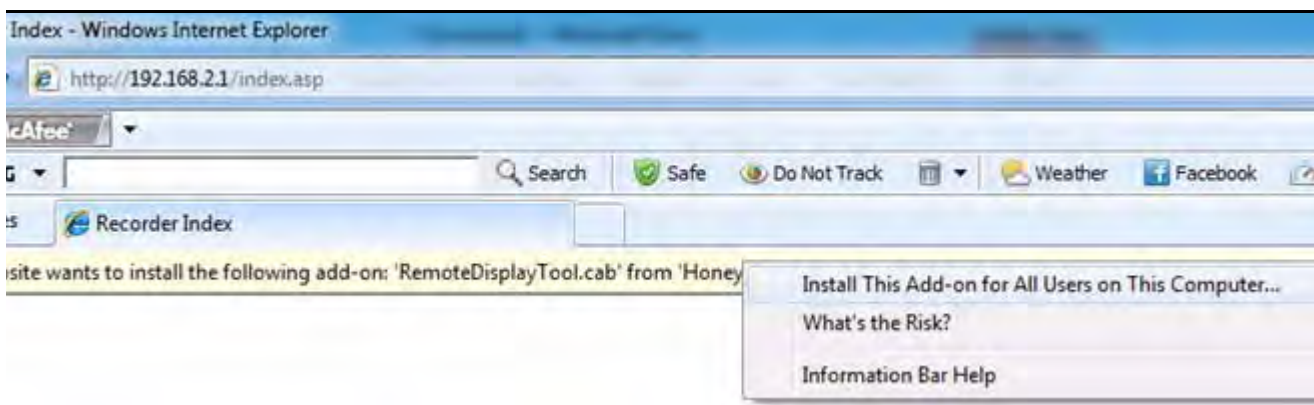 Index - Windows Internet Explorer
http://192.168.2.1/index.asp
cAfee
G Search Safe Do Not Track Weather Facebook
es Recorder Index
site wants to install the following add-on: 'RemoteDisplayTool.cab' from 'Honey
Install This Add-on for All Users on This Computer...
What's the Risk?
Information Bar Help